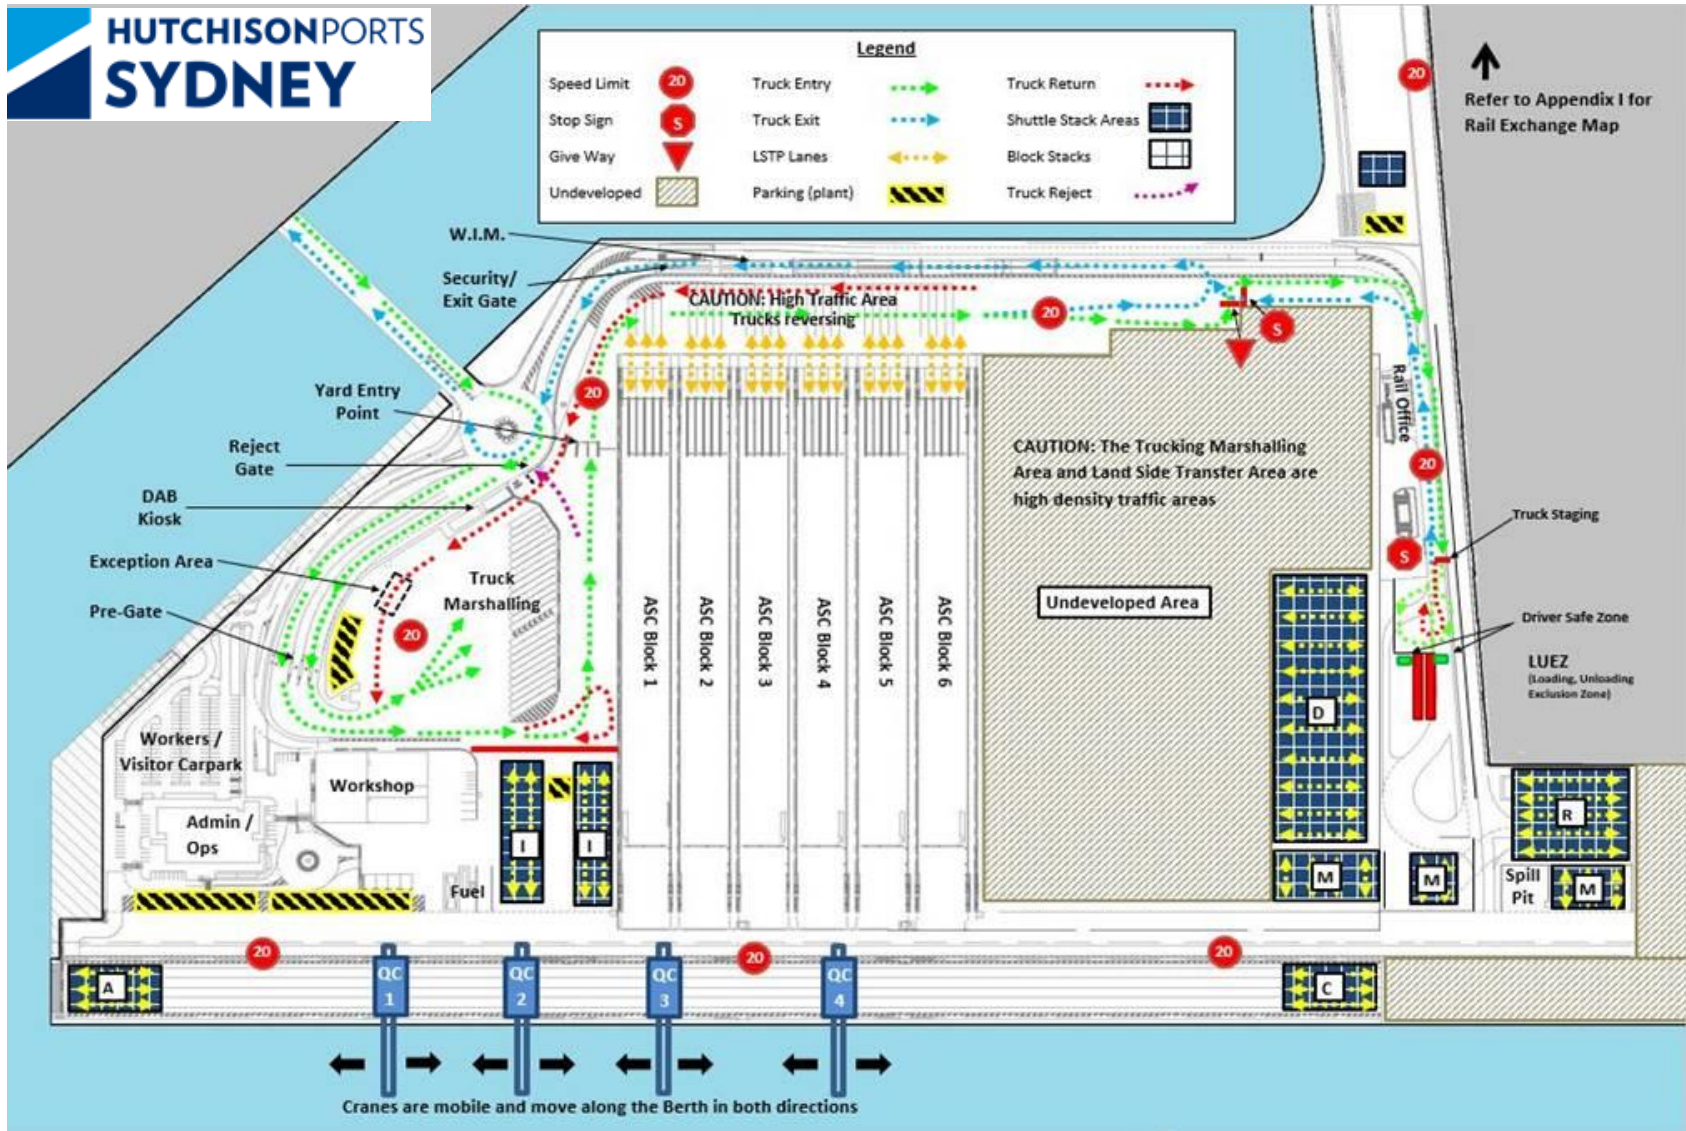 HUTCHISONPORTS
SYDNEY
Legend
Speed Limit
20
Truck Entry
Truck Return
Stop Sign
S
Truck Exit
Shuttle Stack Areas
Give Way
LSTP Lanes
Block Stacks
Undeveloped
Parking (plant)
Truck Reject
20
Refer to Appendix I for
Rail Exchange Map
W.I.M.
Security/
Exit Gate
CAUTION: High Traffic Area
Trucks reversing
20
S
Yard Entry
Point
20
Rail Office
Reject
Gate
CAUTION: The Trucking Marshalling
Area and Land Side Transfer Area are
high density traffic areas
20
DAB
Kiosk
Truck Staging
S
Exception Area
Truck
Marshalling
Pre-Gate
20
ASC Block 1
ASC Block 2
ASC Block 3
ASC Block 4
ASC Block 5
ASC Block 6
Undeveloped Area
Driver Safe Zone
LUEZ
(Loading, Unloading
Exclusion Zone)
D
Workers /
Visitor Carpark
Workshop
Admin /
Ops
I
I
R
Fuel
M
M
Spill
Pit
M
20
20
20
A
QC
1
QC
2
QC
3
QC
4
C
Cranes are mobile and move along the Berth in both directions